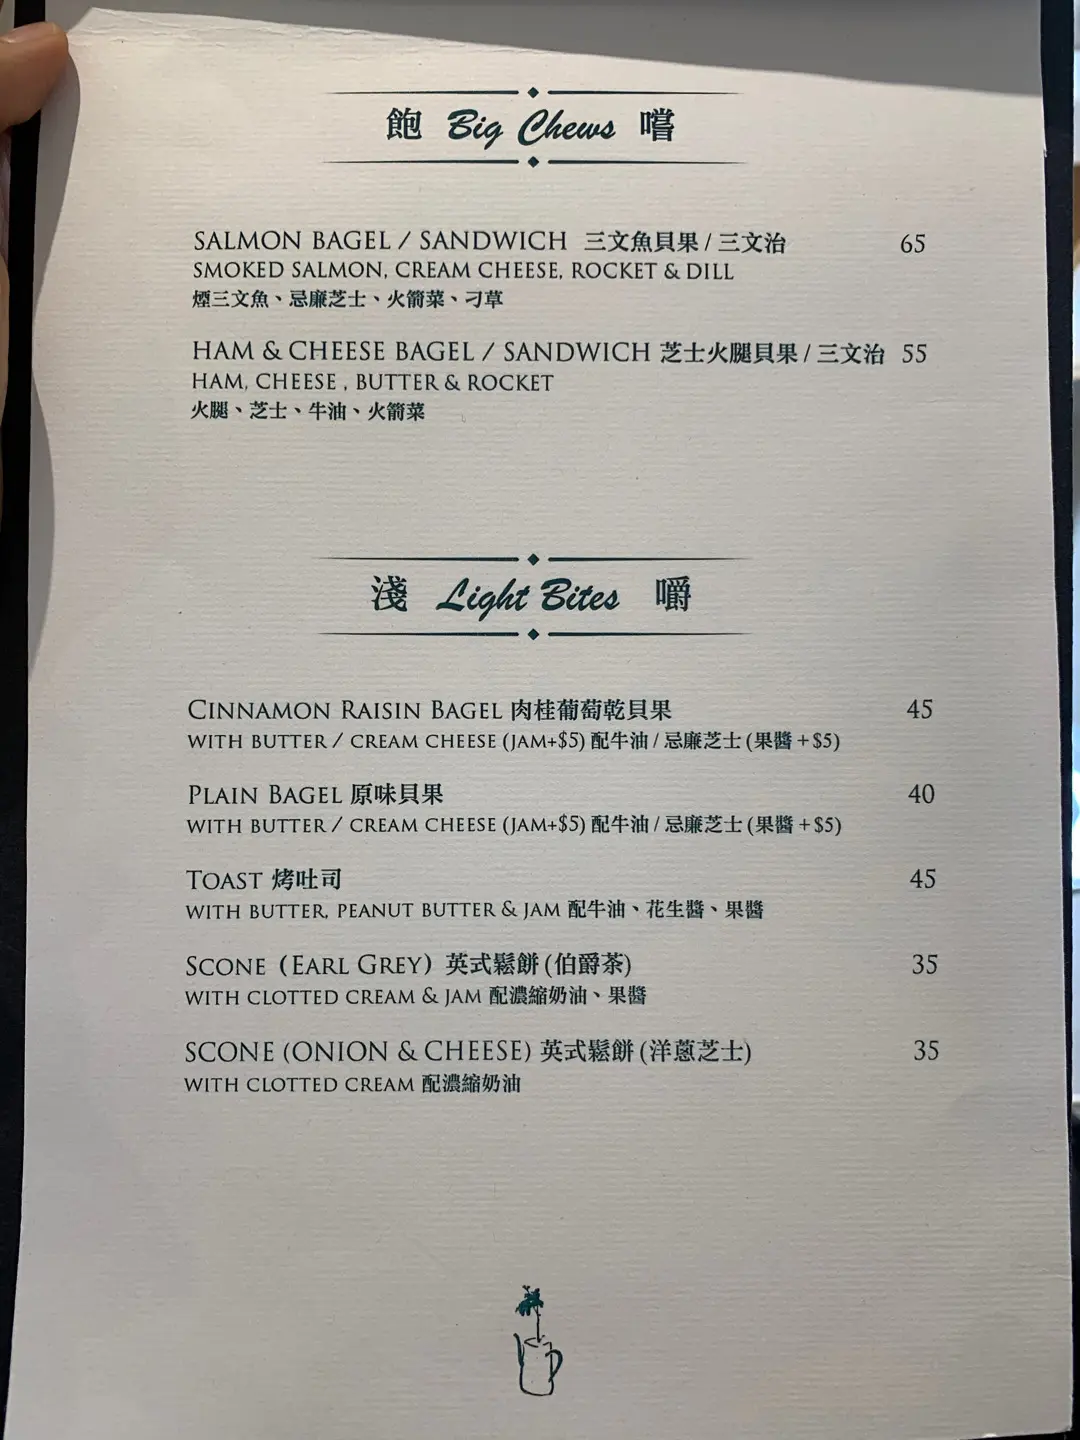 飽 Big Chews 嚐
SALMON BAGEL / SANDWICH 三文魚貝果 / 三文治 65
SMOKED SALMON, CREAM CHEESE, ROCKET & DILL
煙三文魚、忌廉芝士、火箭菜、刁草
HAM & CHEESE BAGEL / SANDWICH 芝士火腿貝果 / 三文治 55
HAM, CHEESE , BUTTER & ROCKET
火腿、芝士、牛油、火箭菜
淺 Light Bites 嚼
CINNAMON RAISIN BAGEL 肉桂葡萄乾貝果 45
WITH BUTTER / CREAM CHEESE (JAM+$5) 配牛油 / 忌廉芝士 (果醬 + $5)
PLAIN BAGEL 原味貝果 40
WITH BUTTER / CREAM CHEESE (JAM+$5) 配牛油 / 忌廉芝士 (果醬 + $5)
TOAST 烤吐司 45
WITH BUTTER, PEANUT BUTTER & JAM 配牛油、花生醬、果醬
SCONE (EARL GREY) 英式鬆餅 (伯爵茶) 35
WITH CLOTTED CREAM & JAM 配濃縮奶油、果醬
SCONE (ONION & CHEESE) 英式鬆餅 (洋蔥芝士) 35
WITH CLOTTED CREAM 配濃縮奶油